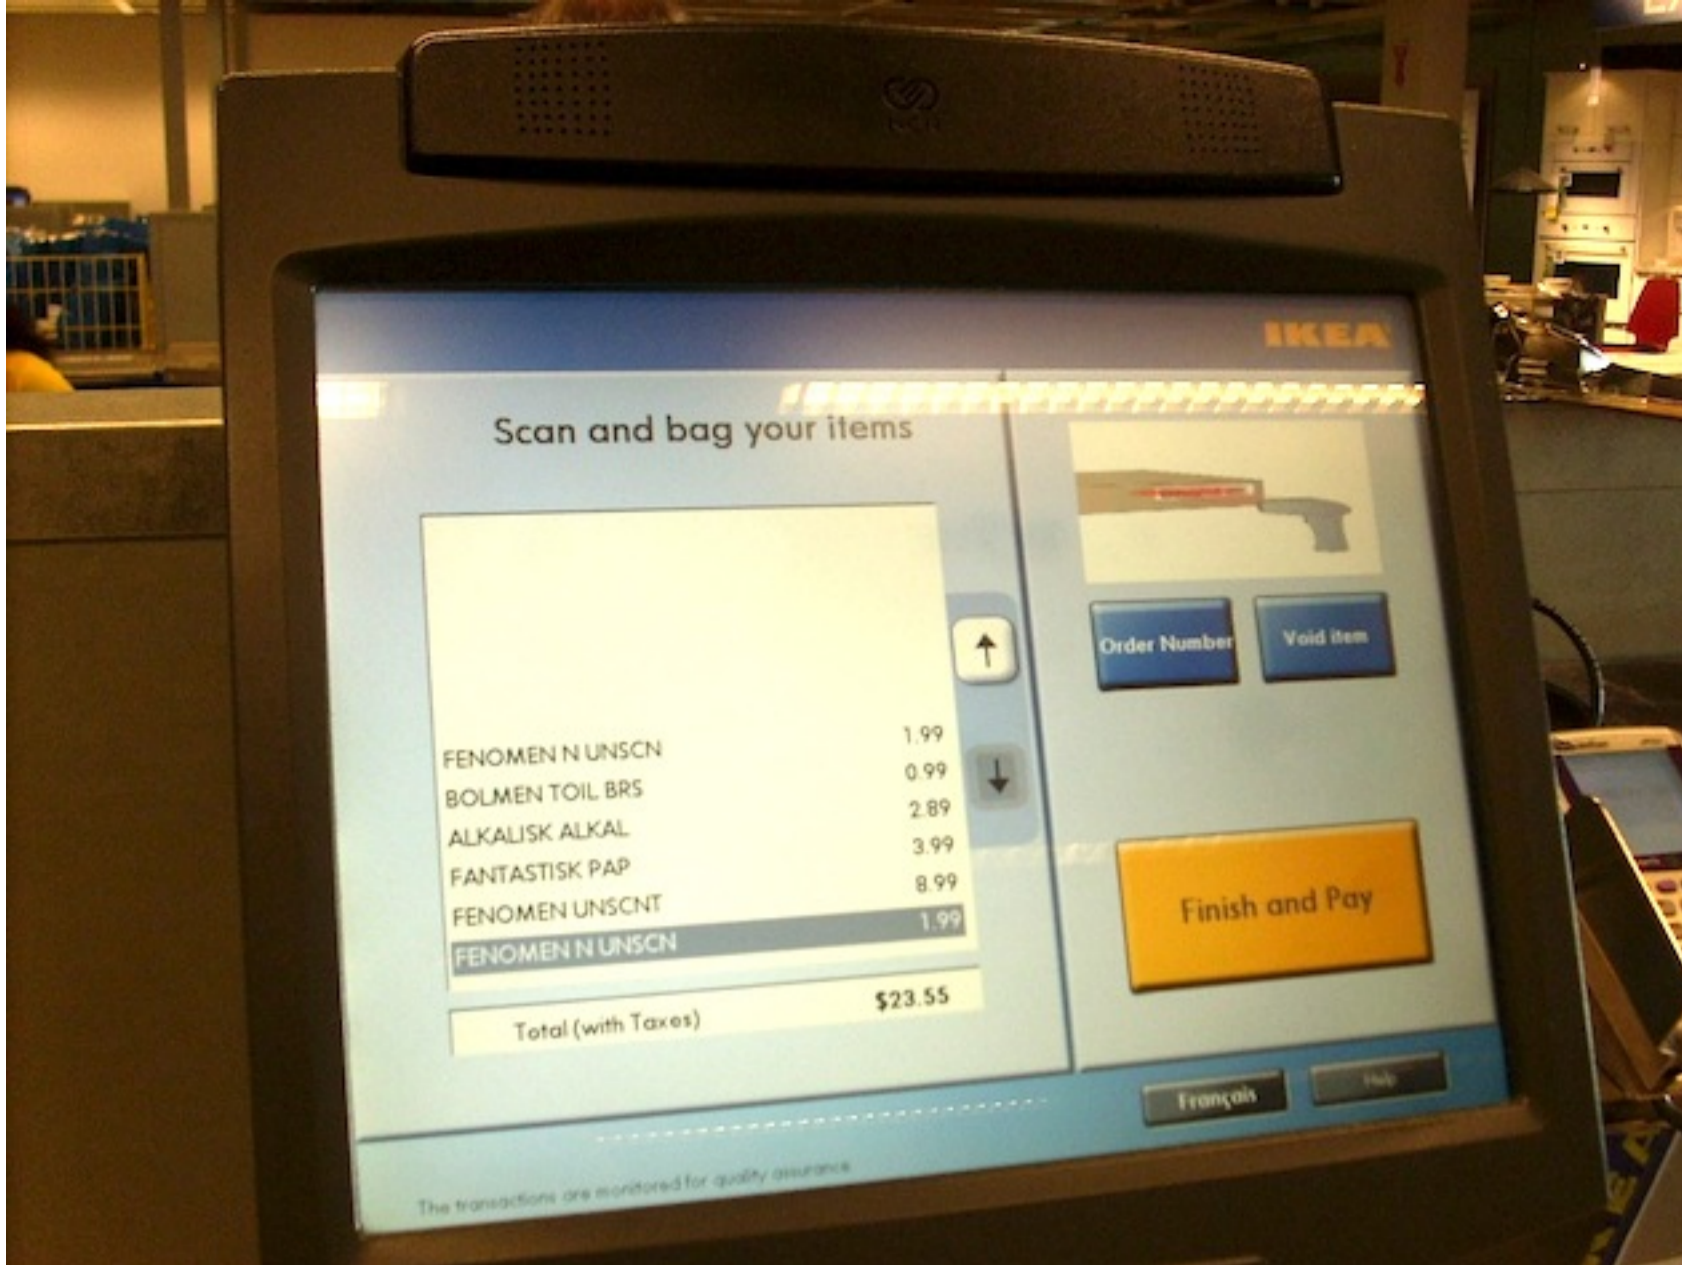 NCR
IKEA
Scan and bag your items
Order Number
Void item
FENOMEN N UNSCN 1.99
BOLMEN TOIL BRS 0.99
ALKALISK ALKAL 2.89
FANTASTISK PAP 3.99
FENOMEN UNSCNT 8.99
FENOMEN N UNSCN 1.99
Total (with Taxes) $23.55
Finish and Pay
Français
Help
The transactions are monitored for quality assurance